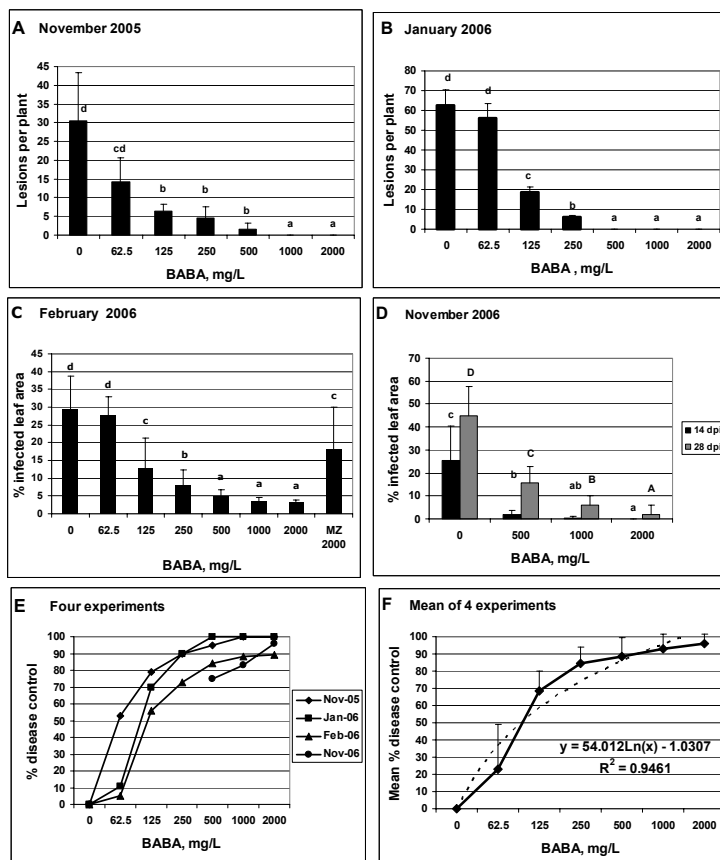 A November 2005
Lesions per plant
45
40
35
30
25
20
15
10
5
0
d
cd
b
b
b
a
a
0 62.5 125 250 500 1000 2000
BABA, mg/L
B January 2006
Lesions per plant
80
70
60
50
40
30
20
10
0
d
d
c
b
a
a
a
0 62.5 125 250 500 1000 2000
BABA , mg/L
C February 2006
% infected leaf area
45
40
35
30
25
20
15
10
5
0
d
d
c
b
a
a
a
c
0 62.5 125 250 500 1000 2000 MZ
2000
BABA, mg/L
D November 2006
% infected leaf area
70
60
50
40
30
20
10
0
c
D
b
C
ab
B
a
A
0 500 1000 2000
BABA, mg/L
14 dpi
28 dpi
E Four experiments
% disease control
100
90
80
70
60
50
40
30
20
10
0
0 62.5 125 250 500 1000 2000
BABA, mg/L
Nov-05
Jan-06
Feb-06
Nov-06
F Mean of 4 experiments
Mean % disease control
100
90
80
70
60
50
40
30
20
10
0
y = 54.012Ln(x) - 1.0307
R² = 0.9461
0 62.5 125 250 500 1000 2000
BABA, mg/L